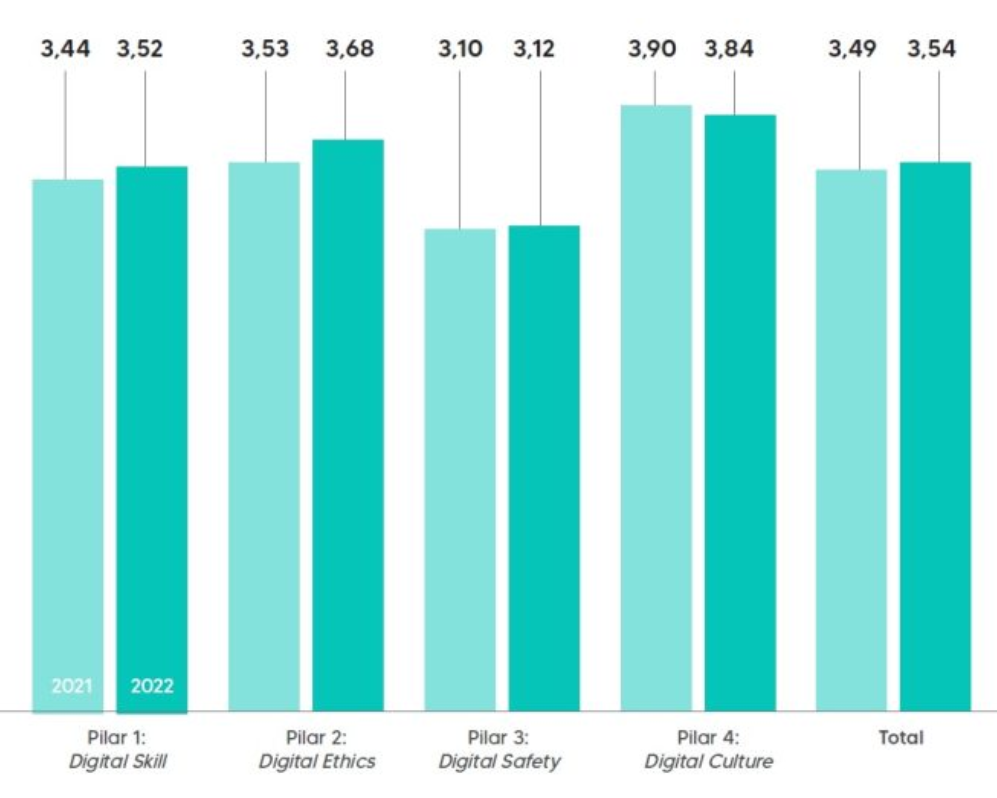 3,44 3,52 3,53 3,68 3,10 3,12 3,90 3,84 3,49 3,54
2021 2022
Pilar 1: Pilar 2: Pilar 3: Pilar 4: Total
Digital Skill Digital Ethics Digital Safety Digital Culture